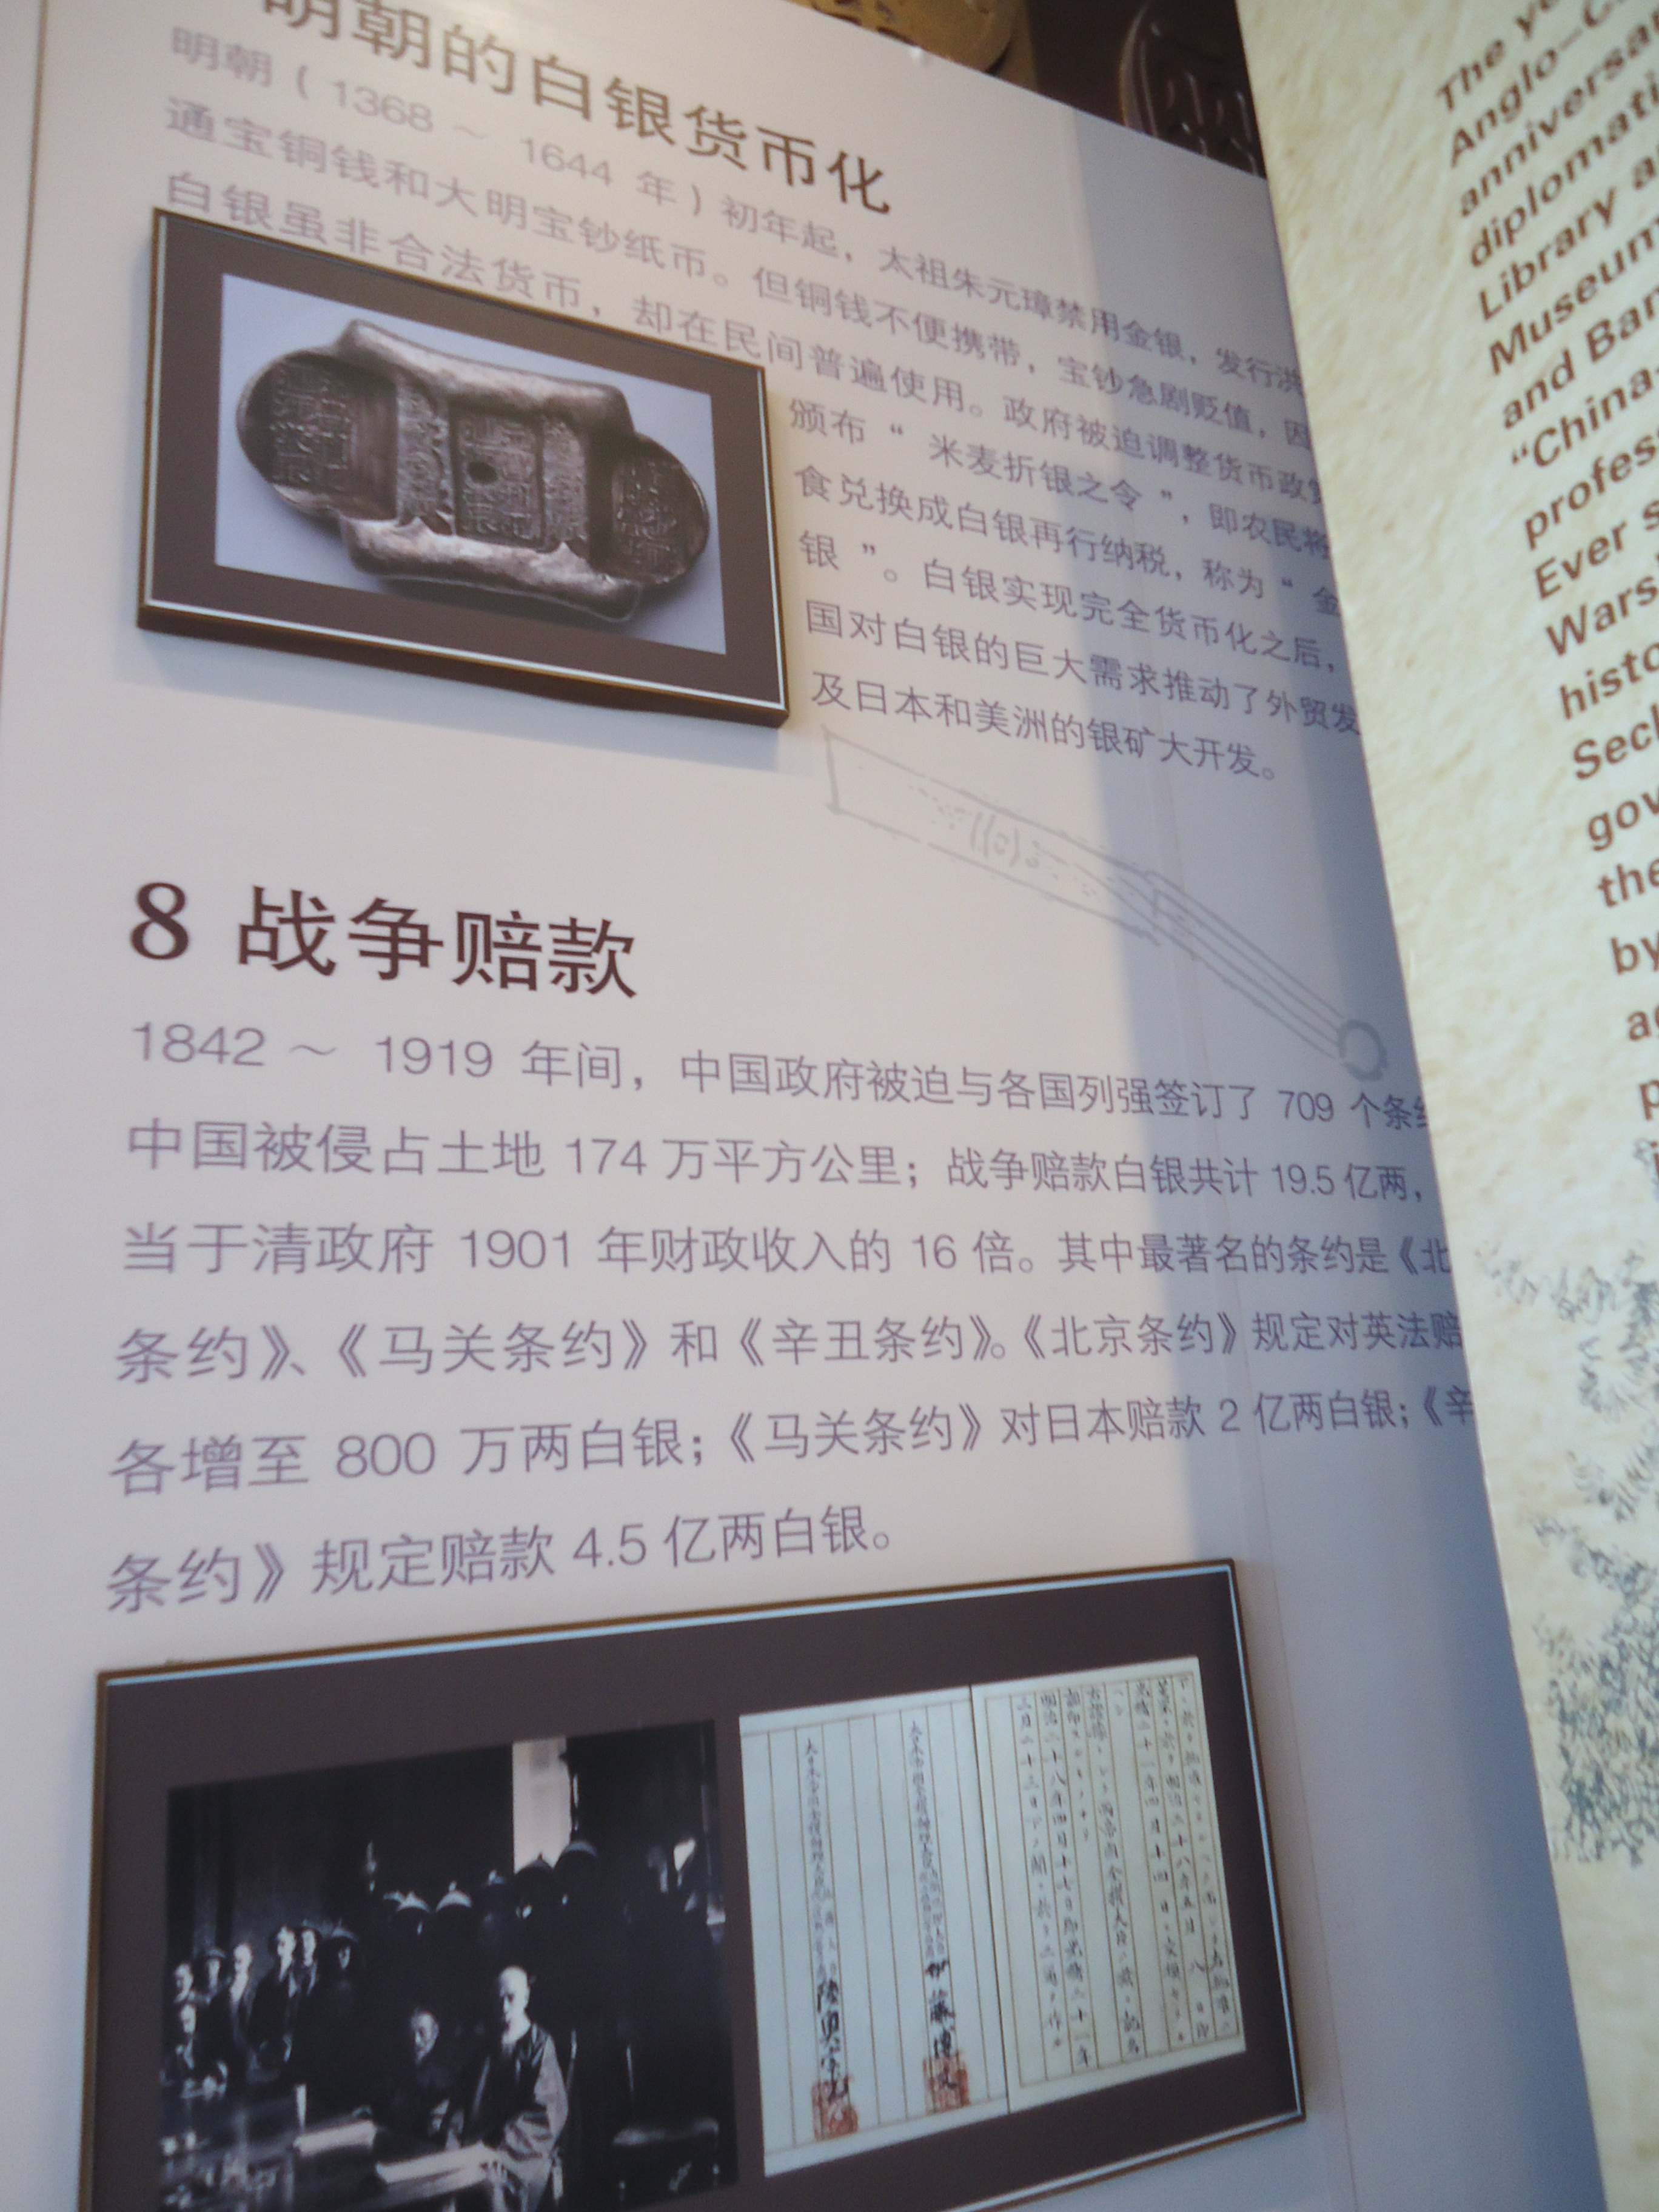 明朝的白银货币化
明朝（1368 ～ 1644 年）初年起，太祖朱元璋禁用金银，发行洪
通宝铜钱和大明宝钞纸币。但铜钱不便携带，宝钞急剧贬值，因
白银虽非合法货币，却在民间普遍使用。政府被迫调整货币政策
颁布“ 米麦折银之令 ”，即农民将
食兑换成白银再行纳税，称为“ 金
银 ”。白银实现完全货币化之后，
国对白银的巨大需求推动了外贸发
及日本和美洲的银矿大开发。
8 战争赔款
1842 ～ 1919 年间，中国政府被迫与各国列强签订了 709 个条约
中国被侵占土地 174 万平方公里；战争赔款白银共计 19.5 亿两，
当于清政府 1901 年财政收入的 16 倍。其中最著名的条约是《北
条约》、《马关条约》和《辛丑条约》。《北京条约》规定对英法赔
各增至 800 万两白银；《马关条约》对日本赔款 2 亿两白银；《辛
条约》规定赔款 4.5 亿两白银。
The
Anglo-C
anniversa
diplomati
Library a
Museum
and Ban
“China-
profess
Ever s
Wars
histo
Sec
gov
the
by